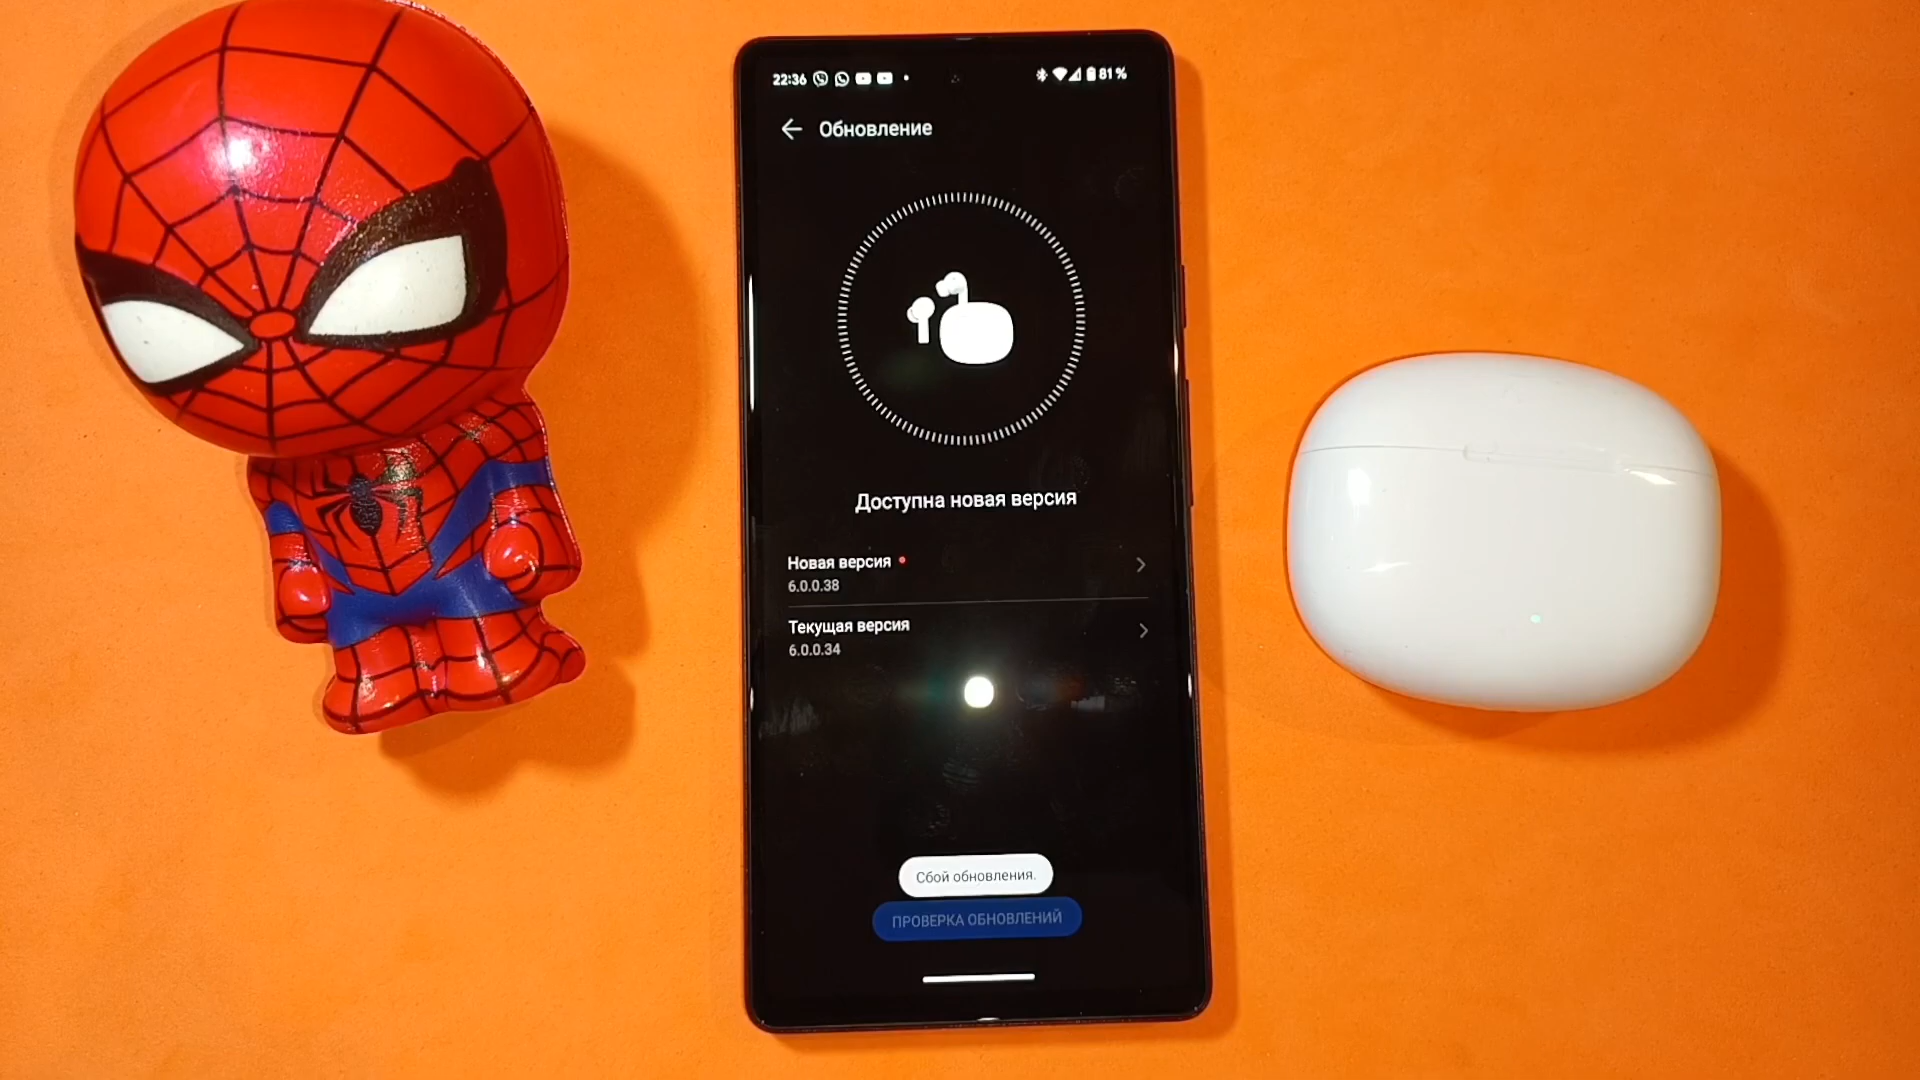 22:36 81%
Обновление
Доступна новая версия
Новая версия
6.0.0.38
Текущая версия
6.0.0.34
Сбой обновления.
ПРОВЕРКА ОБНОВЛЕНИЙ